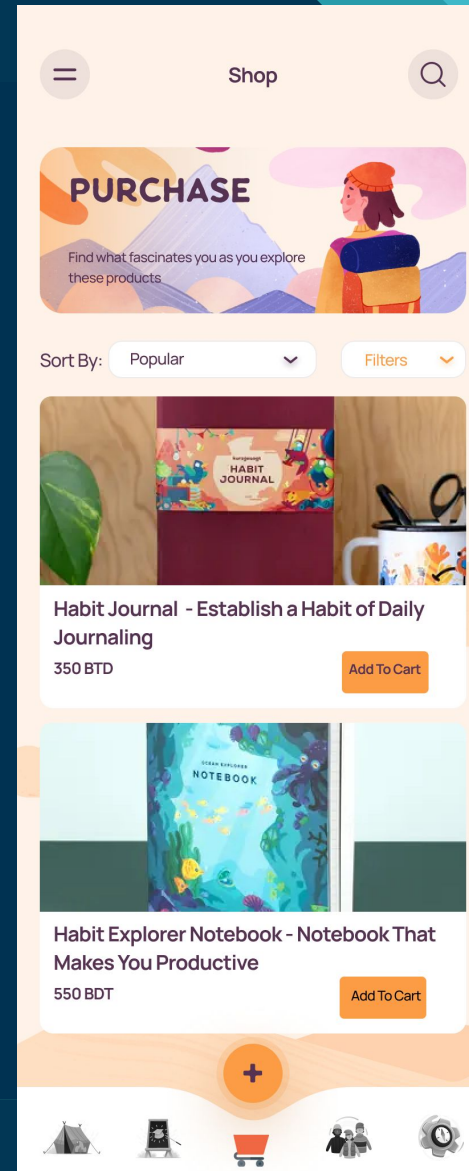 Shop
PURCHASE
Find what fascinates you as you explore
these products
Sort By: Popular Filters
kurzgesagt
HABIT
JOURNAL
Habit Journal - Establish a Habit of Daily
Journaling
350 BTD Add To Cart
OCEAN EXPLORER
NOTEBOOK
Habit Explorer Notebook - Notebook That
Makes You Productive
550 BDT Add To Cart